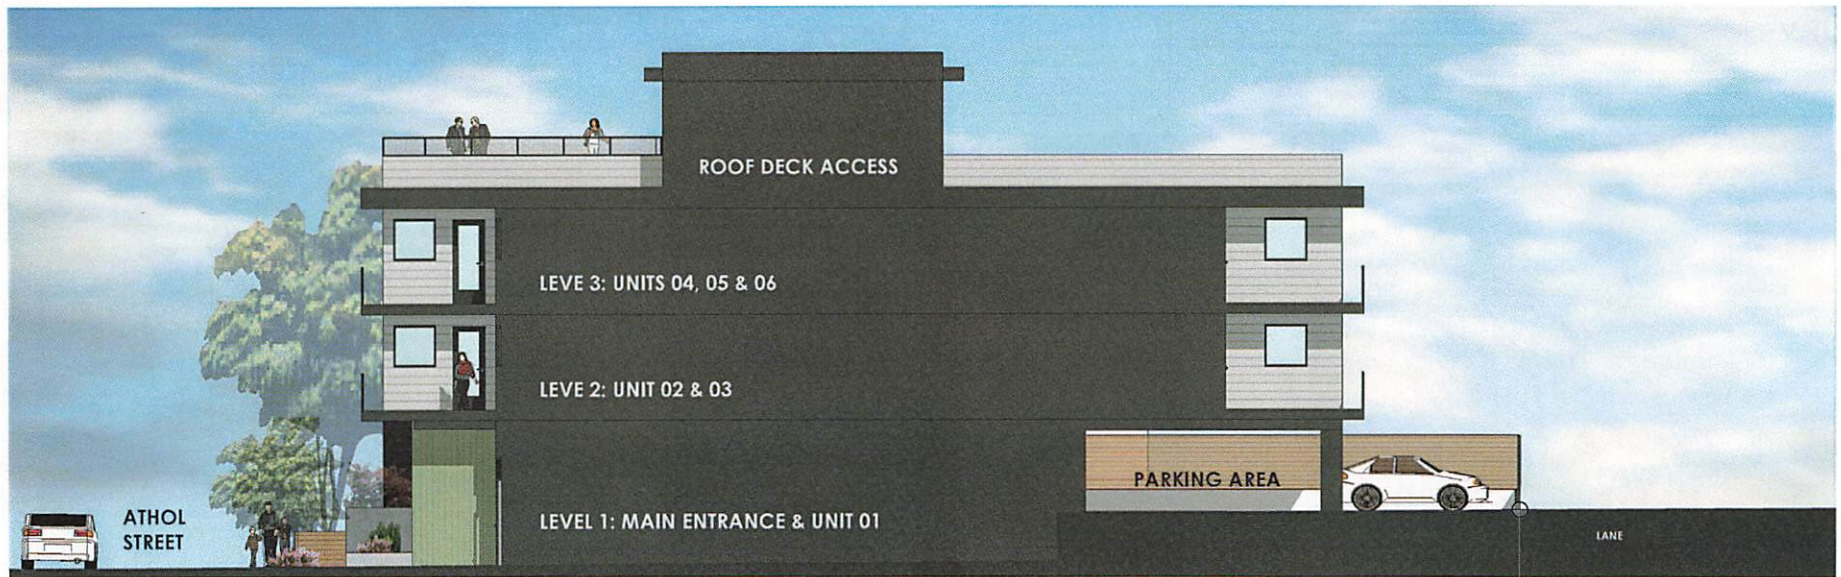 ROOF DECK ACCESS
LEVE 3: UNITS 04, 05 & 06
LEVE 2: UNIT 02 & 03
PARKING AREA
ATHOL
STREET
LEVEL 1: MAIN ENTRANCE & UNIT 01
LANE